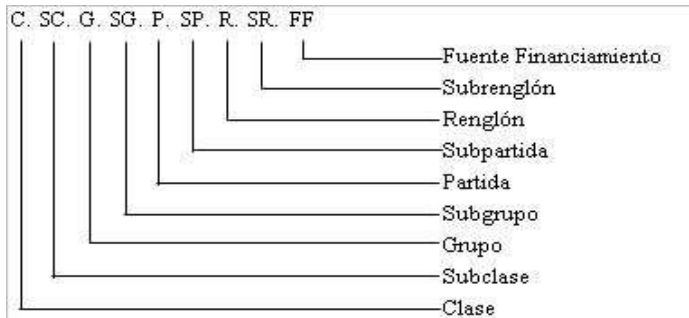 C. SC. G. SG. P. SP. R. SR. FF
Fuente Financiamiento
Subrenglón
Renglón
Subpartida
Partida
Subgrupo
Grupo
Subclase
Clase